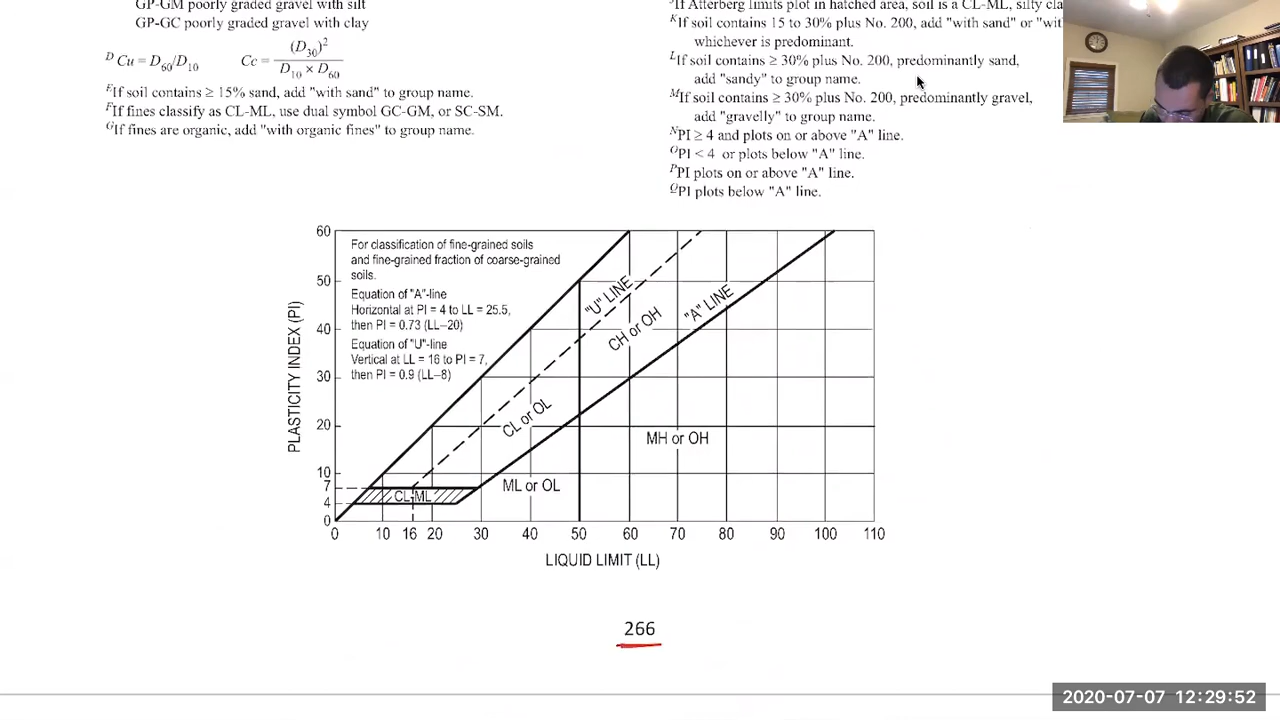 GP-GM poorly graded gravel with silt
GP-GC poorly graded gravel with clay
D Cu = D60/D10 Cc = (D30)2 / D10 × D60
EIf soil contains ≥ 15% sand, add "with sand" to group name.
FIf fines classify as CL-ML, use dual symbol GC-GM, or SC-SM.
GIf fines are organic, add "with organic fines" to group name.
If Atterberg limits plot in hatched area, soil is a CL-ML, silty cla
KIf soil contains 15 to 30% plus No. 200, add "with sand" or "wit
whichever is predominant.
LIf soil contains ≥ 30% plus No. 200, predominantly sand,
add "sandy" to group name.
MIf soil contains ≥ 30% plus No. 200, predominantly gravel,
add "gravelly" to group name.
NPI ≥ 4 and plots on or above "A" line.
OPI < 4 or plots below "A" line.
PPI plots on or above "A" line.
QPI plots below "A" line.
PLASTICITY INDEX (PI)
60
50
40
30
20
10
7
4
0
For classification of fine-grained soils
and fine-grained fraction of coarse-grained
soils.
Equation of "A"-line
Horizontal at PI = 4 to LL = 25.5,
then PI = 0.73 (LL–20)
Equation of "U"-line
Vertical at LL = 16 to PI = 7,
then PI = 0.9 (LL–8)
"U" LINE
CH or OH
"A" LINE
CL or OL
MH or OH
CL-ML
ML or OL
0 10 16 20 30 40 50 60 70 80 90 100 110
LIQUID LIMIT (LL)
266
2020-07-07 12:29:52